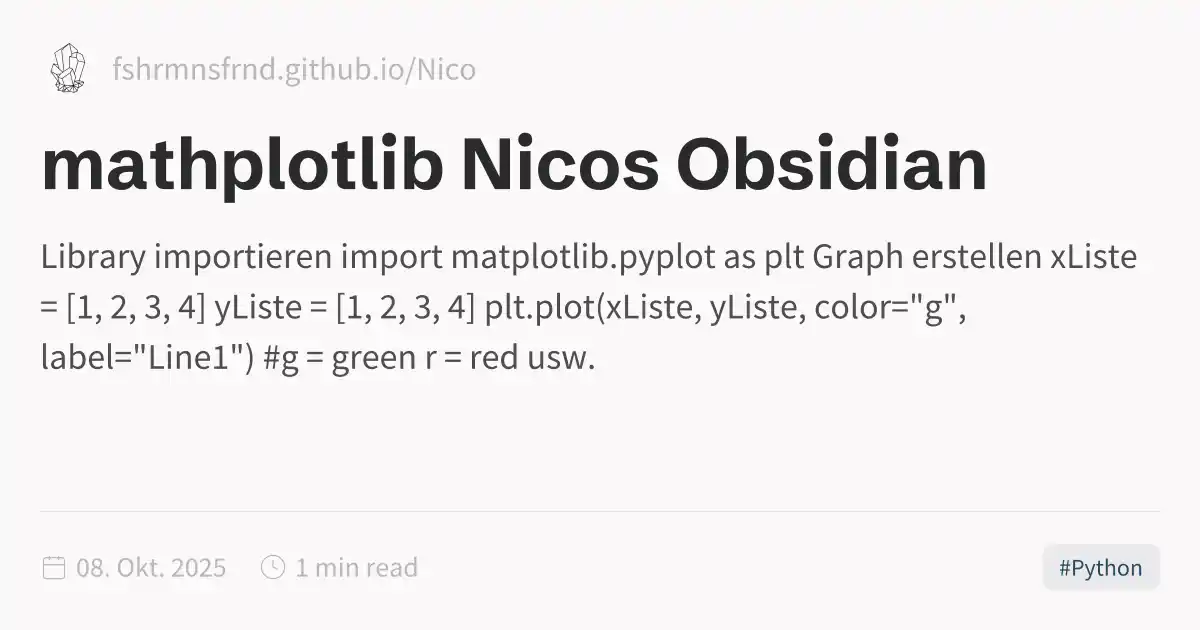 fshrmnsfrnd.github.io/Nico
mathplotlib Nicos Obsidian
Library importieren import matplotlib.pyplot as plt Graph erstellen xListe
= [1, 2, 3, 4] yListe = [1, 2, 3, 4] plt.plot(xListe, yListe, color="g",
label="Line1") #g = green r = red usw.
08. Okt. 2025 1 min read
#Python